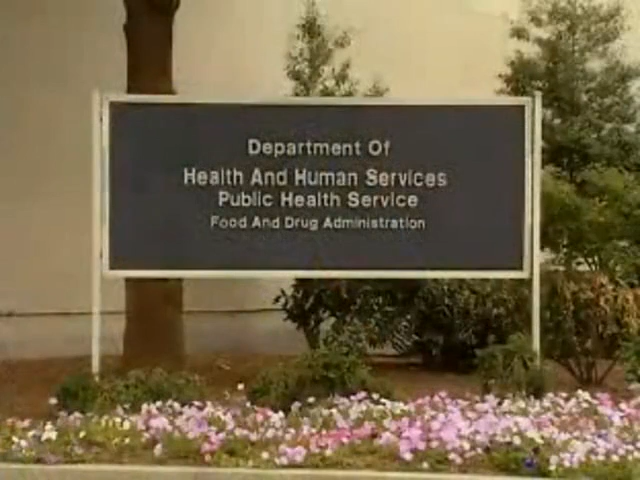 Department Of
Health And Human Services
Public Health Service
Food And Drug Administration